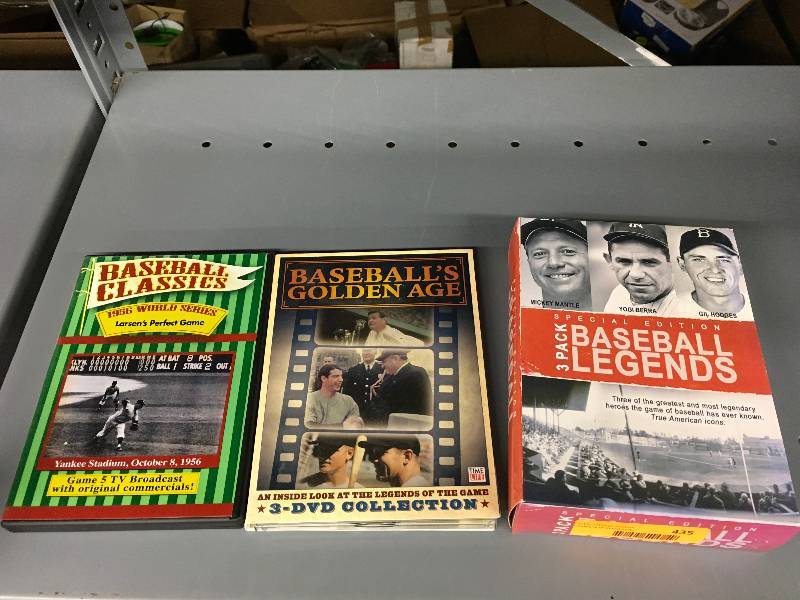 BASEBALL
CLASSICS
1956 WORLD SERIES
Larsen's Perfect Game
AT BAT 8 POS.
BALL 1 STRIKE 2 OUT
Yankee Stadium, October 8, 1956
Game 5 TV Broadcast
with original commercials!
BASEBALL'S
GOLDEN AGE
TIME
LIFE
AN INSIDE LOOK AT THE LEGENDS OF THE GAME
3-DVD COLLECTION
MICKEY MANTLE
YOGI BERRA
GIL HODGES
SPECIAL EDITION
3 PACK
BASEBALL
LEGENDS
Three of the greatest and most legendary
heroes the game of baseball has ever known.
True American icons.
SPECIAL EDITION
BASEBALL
435